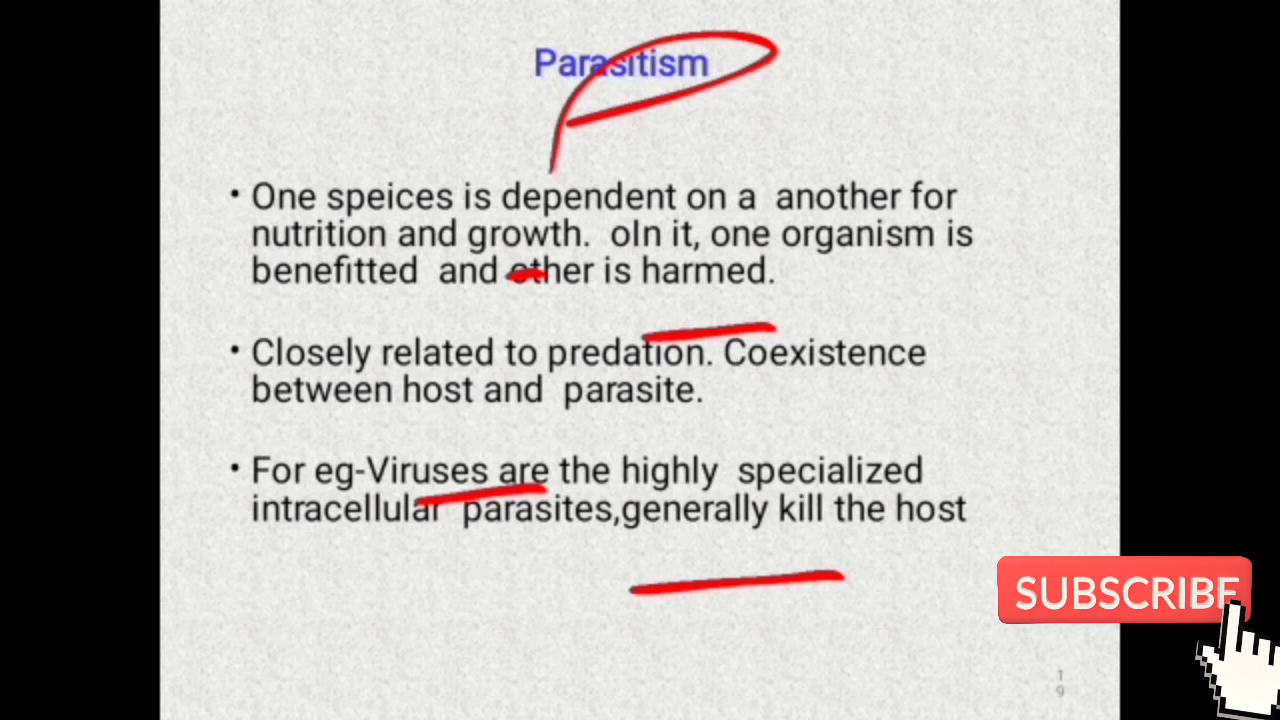 Parasitism
• One speices is dependent on a another for
nutrition and growth. oIn it, one organism is
benefitted and other is harmed.
• Closely related to predation. Coexistence
between host and parasite.
• For eg-Viruses are the highly specialized
intracellular parasites,generally kill the host
SUBSCRIBE
1
9